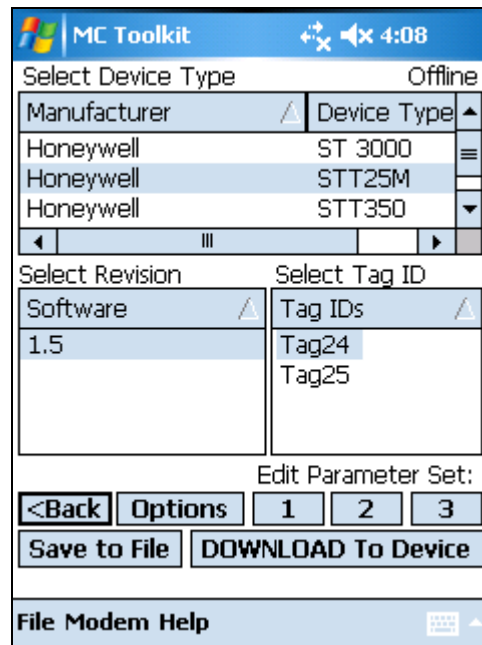 MC Toolkit 4:08
Select Device Type Offline
Manufacturer Device Type
Honeywell ST 3000
Honeywell STT25M
Honeywell STT350
Select Revision Select Tag ID
Software Tag IDs
1.5 Tag24
Tag25
Edit Parameter Set:
<Back Options 1 2 3
Save to File DOWNLOAD To Device
File Modem Help